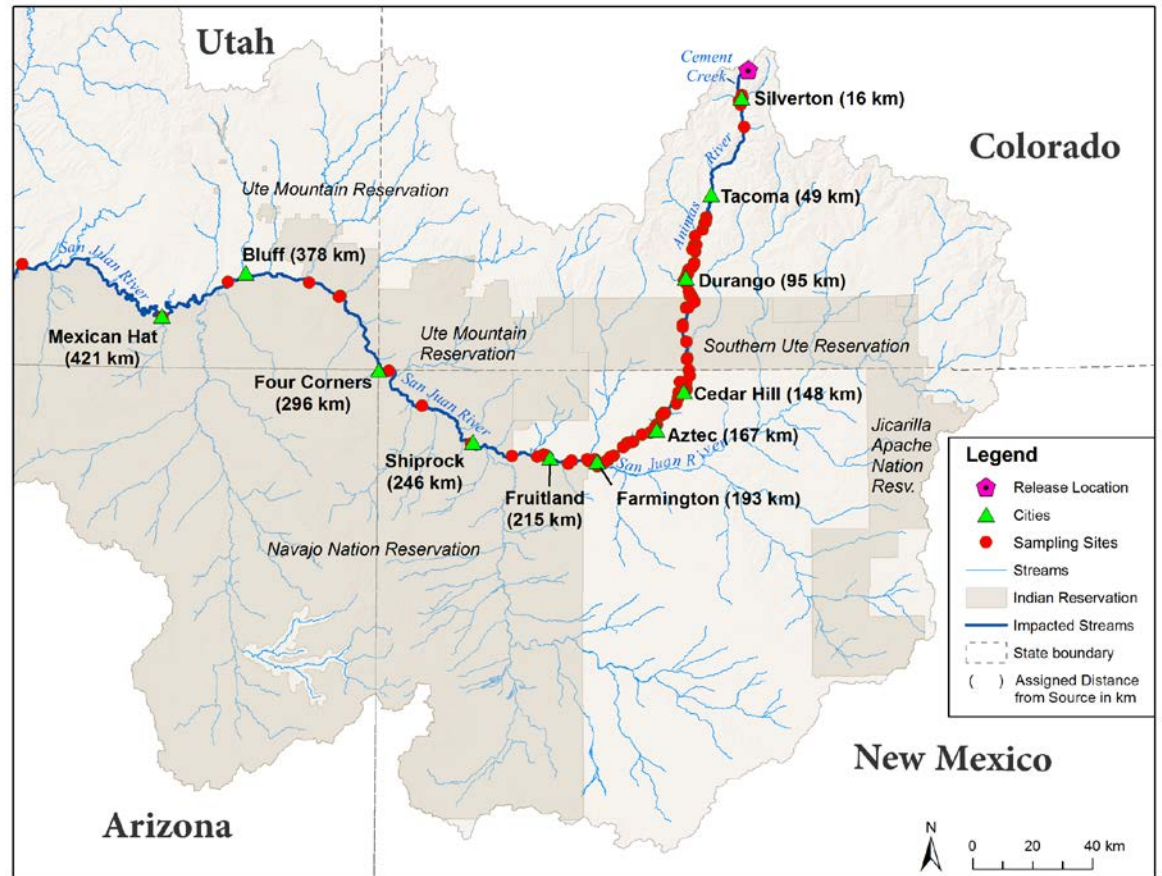 Utah
Cement
Creek
Silverton (16 km)
Colorado
River
Ute Mountain Reservation
Tacoma (49 km)
Animas
San Juan River
Bluff (378 km)
Durango (95 km)
Mexican Hat
(421 km)
Ute Mountain
Reservation
Southern Ute Reservation
Four Corners
(296 km)
San Juan River
Cedar Hill (148 km)
Jicarilla
Apache
Nation
Resv.
Aztec (167 km)
Shiprock
(246 km)
San Juan River
Fruitland
(215 km)
Farmington (193 km)
Navajo Nation Reservation
Legend
Release Location
Cities
Sampling Sites
Streams
Indian Reservation
Impacted Streams
State boundary
( ) Assigned Distance
from Source in km
New Mexico
Arizona
N
0 20 40 km